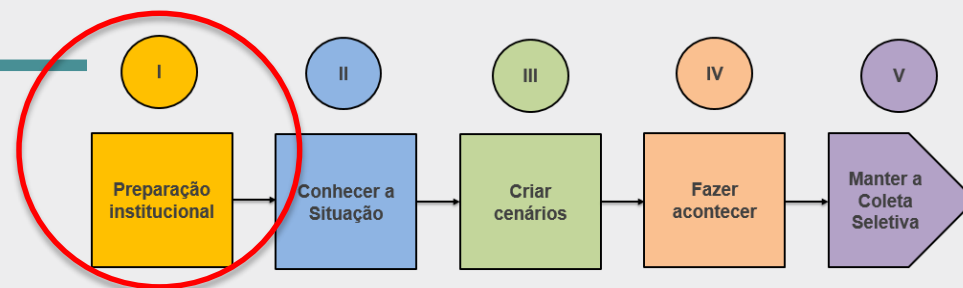 I
II
III
IV
V
Preparação
institucional
Conhecer a
Situação
Criar
cenários
Fazer
acontecer
Manter a
Coleta
Seletiva